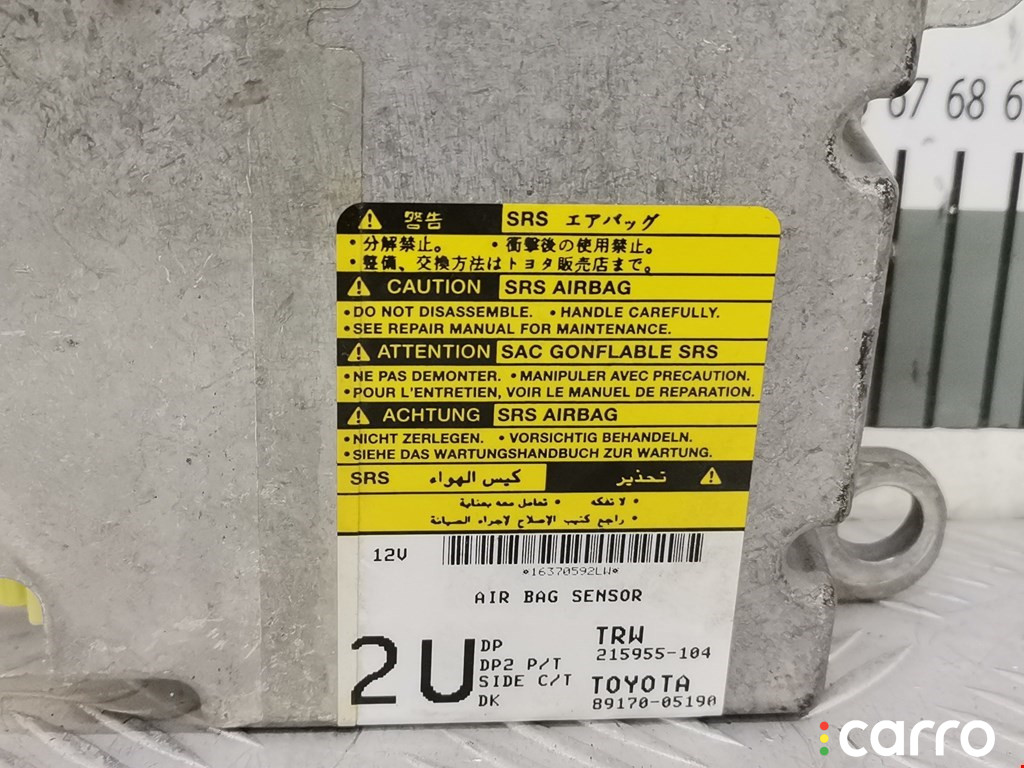 67 68 6
警告 SRS エアバッグ
・分解禁止。 ・衝撃後の使用禁止。
・整備、交換方法はトヨタ販売店まで。
CAUTION SRS AIRBAG
•DO NOT DISASSEMBLE. •HANDLE CAREFULLY.
•SEE REPAIR MANUAL FOR MAINTENANCE.
ATTENTION SAC GONFLABLE SRS
•NE PAS DEMONTER. •MANIPULER AVEC PRECAUTION.
•POUR L'ENTRETIEN, VOIR LE MANUEL DE REPARATION.
ACHTUNG SRS AIRBAG
•NICHT ZERLEGEN. •VORSICHTIG BEHANDELN.
•SIEHE DAS WARTUNGSHANDBUCH ZUR WARTUNG.
تحذير كيس الهواء SRS
• لا تفكه • تعامل معه بعناية
• راجع كتيب الإصلاح لاجراء الصيانة
12V
*16370592LW*
AIR BAG SENSOR
2U
DP
DP2 P/T
SIDE C/T
DK
TRW
215955-104
TOYOTA
89170-05190
carro